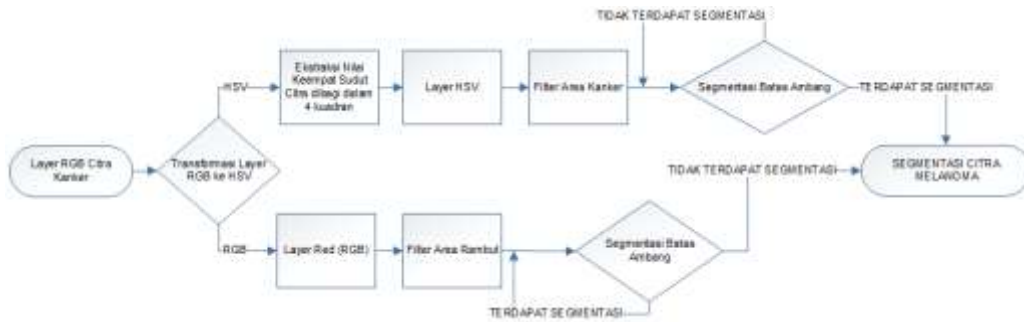 TIDAK TERDAPAT SEGMENTASI
HSV
Ekstraksi Nilai
Keempat Sudut
Citra dibagi dalam
4 kuadran
Layer HSV
Filter Area Kanker
Segmentasi Batas Ambang
TERDAPAT SEGMENTASI
Layer RGB Citra
Kanker
Transformasi Layer
RGB ke HSV
TIDAK TERDAPAT SEGMENTASI
SEGMENTASI CITRA
MELANOMA
RGB
Layer Red (RGB)
Filter Area Rambut
Segmentasi Batas
Ambang
TERDAPAT SEGMENTASI